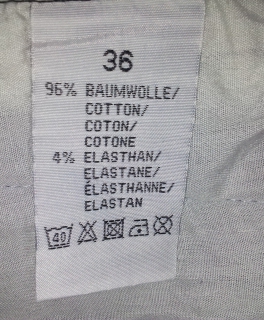 36
96% BAUMWOLLE/
COTTON/
COTON/
COTONE
4% ELASTHAN/
ELASTANE/
ÉLASTHANNE/
ELASTAN
40